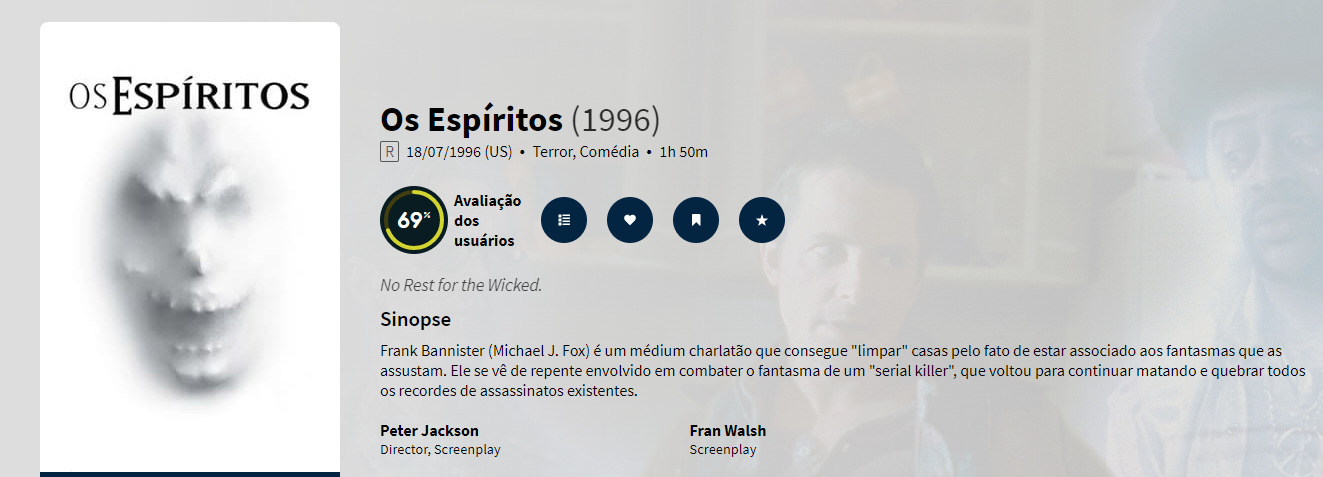 OS ESPÍRITOS
Os Espíritos (1996)
R 18/07/1996 (US) • Terror, Comédia • 1h 50m
69%
Avaliação
dos
usuários
No Rest for the Wicked.
Sinopse
Frank Bannister (Michael J. Fox) é um médium charlatão que consegue "limpar" casas pelo fato de estar associado aos fantasmas que as
assustam. Ele se vê de repente envolvido em combater o fantasma de um "serial killer", que voltou para continuar matando e quebrar todos
os recordes de assassinatos existentes.
Peter Jackson
Director, Screenplay
Fran Walsh
Screenplay